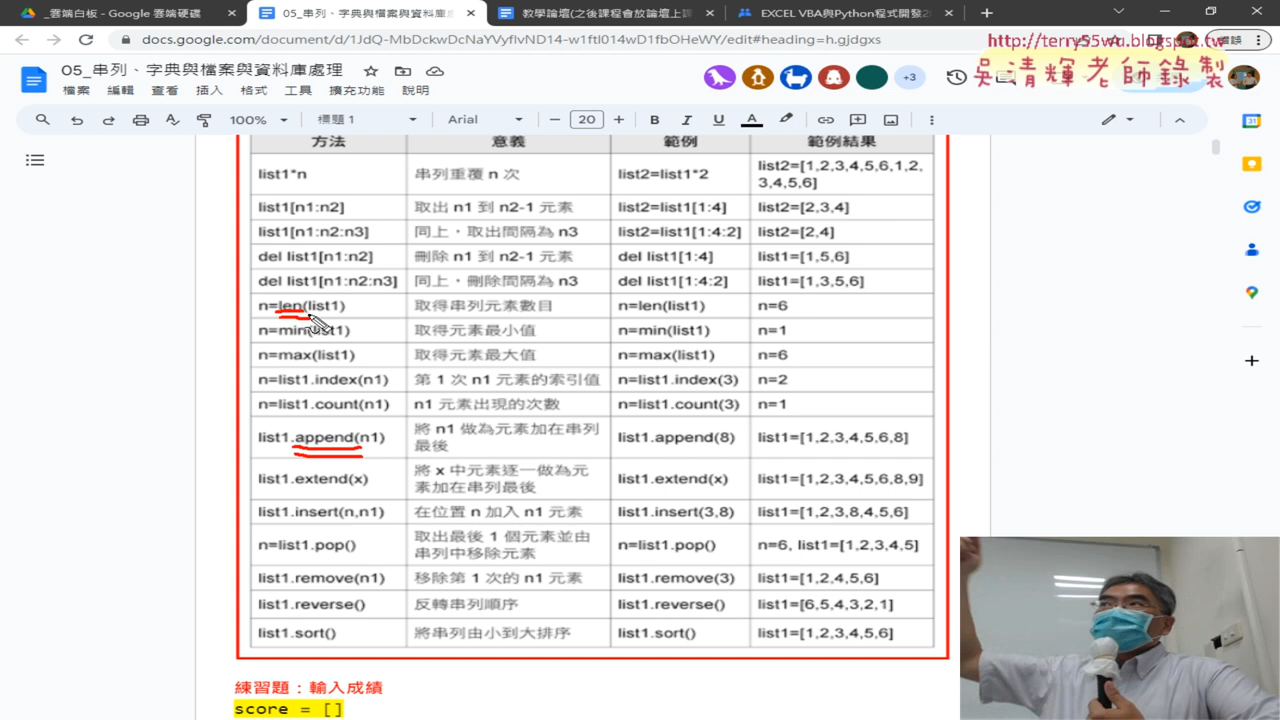 _雲端白板 - Google 雲端硬碟
05_串列、字典與檔案與資料庫
教學論壇(之後課程會放論壇上課
EXCEL VBA與Python程式開發2
docs.google.com/document/d/1JdQ-MbDckwDcNaYVyflvND14-w1ftI014wD1fbOHeWY/edit#heading=h.gjdgxs
http://terry55wu.blogspot.tw
吳清輝老師錄製
05_串列、字典與檔案與資料庫處理
+3
檔案 編輯 查看 插入 格式 工具 擴充功能 說明
100% 標題 1 Arial 20 B I U A
方法 意義 範例 範例結果
list1*n 串列重覆 n 次 list2=list1*2 list2=[1,2,3,4,5,6,1,2,
3,4,5,6]
list1[n1:n2] 取出 n1 到 n2-1 元素 list2=list1[1:4] list2=[2,3,4]
list1[n1:n2:n3] 同上，取出間隔為 n3 list2=list1[1:4:2] list2=[2,4]
del list1[n1:n2] 刪除 n1 到 n2-1 元素 del list1[1:4] list1=[1,5,6]
del list1[n1:n2:n3] 同上，刪除間隔為 n3 del list1[1:4:2] list1=[1,3,5,6]
n=len(list1) 取得串列元素數目 n=len(list1) n=6
n=min(list1) 取得元素最小值 n=min(list1) n=1
n=max(list1) 取得元素最大值 n=max(list1) n=6
n=list1.index(n1) 第 1 次 n1 元素的索引值 n=list1.index(3) n=2
n=list1.count(n1) n1 元素出現的次數 n=list1.count(3) n=1
list1.append(n1) 將 n1 做為元素加在串列
最後 list1.append(8) list1=[1,2,3,4,5,6,8]
list1.extend(x) 將 x 中元素逐一做為元
素加在串列最後 list1.extend(x) list1=[1,2,3,4,5,6,8,9]
list1.insert(n,n1) 在位置 n 加入 n1 元素 list1.insert(3,8) list1=[1,2,3,8,4,5,6]
n=list1.pop() 取出最後 1 個元素並由
串列中移除元素 n=list1.pop() n=6, list1=[1,2,3,4,5]
list1.remove(n1) 移除第 1 次的 n1 元素 list1.remove(3) list1=[1,2,4,5,6]
list1.reverse() 反轉串列順序 list1.reverse() list1=[6,5,4,3,2,1]
list1.sort() 將串列由小到大排序 list1.sort() list1=[1,2,3,4,5,6]
練習題：輸入成績
score = []